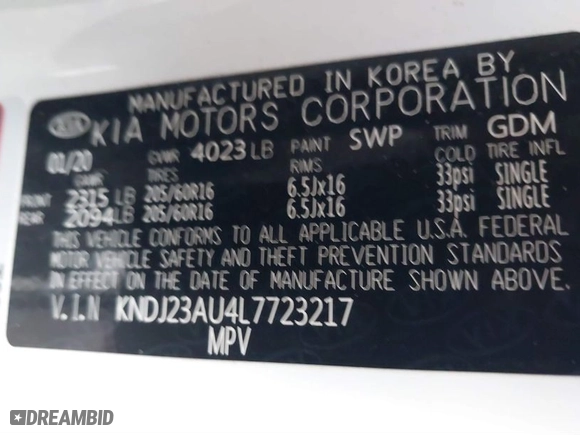 MANUFACTURED IN KOREA BY
KIA KIA MOTORS CORPORATION
01/20 GVWR 4023 LB PAINT SWP TRIM GDM
GAWR TIRES RIMS COLD TIRE INFL
FRONT 2315 LB 205/60R16 6.5Jx16 33psi SINGLE
REAR 2094 LB 205/60R16 6.5Jx16 33psi SINGLE
THIS VEHICLE CONFORMS TO ALL APPLICABLE U.S.A. FEDERAL
MOTOR VEHICLE SAFETY AND THEFT PREVENTION STANDARDS
IN EFFECT ON THE DATE OF MANUFACTURE SHOWN ABOVE.
V.I.N KNDJ23AU4L7723217
MPV
DREAMBID